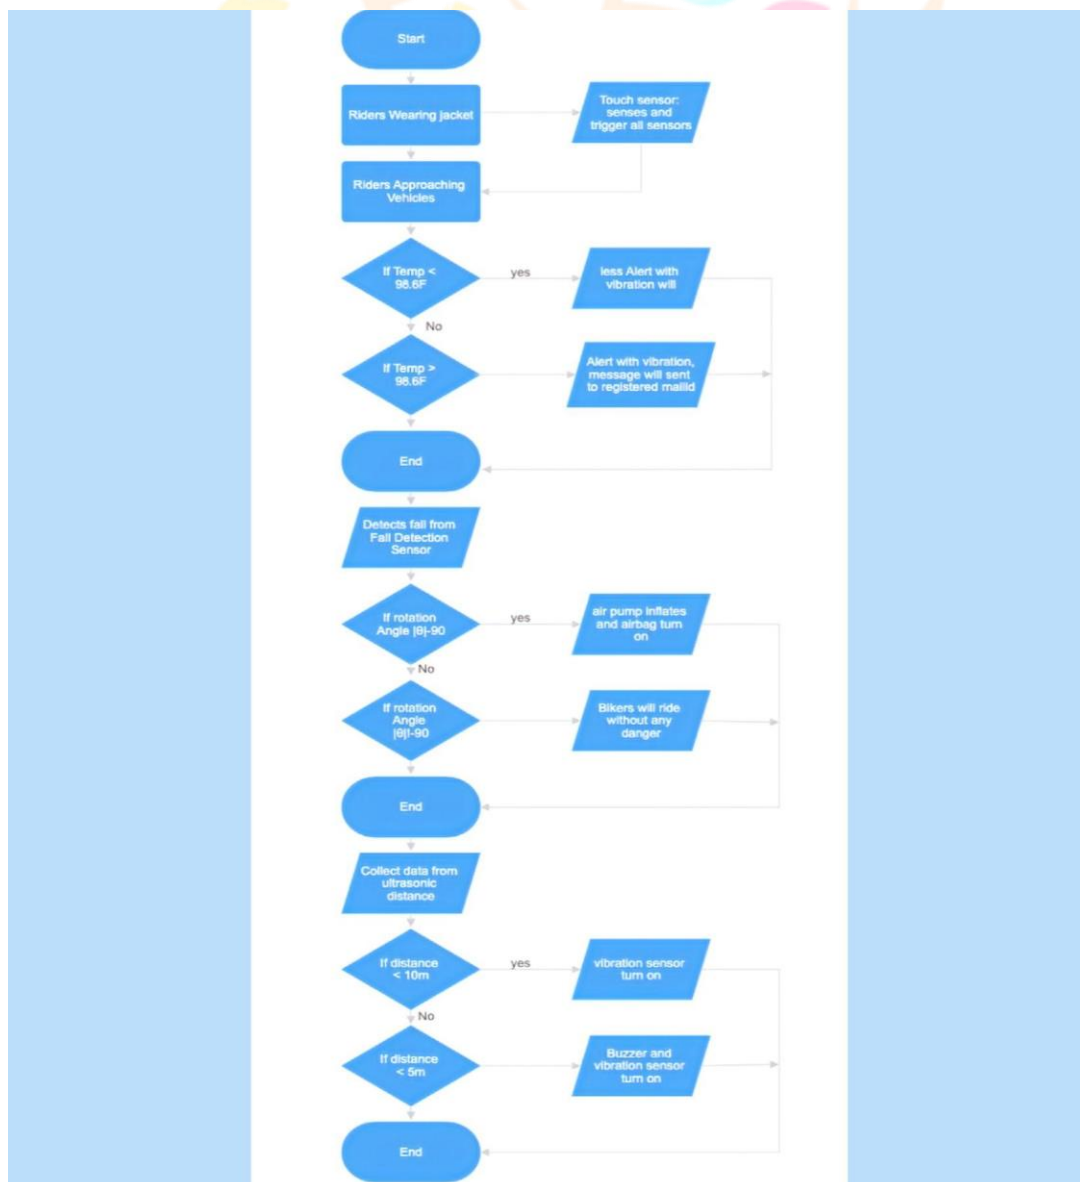 Start
Riders Wearing jacket
Touch sensor:
senses and
trigger all sensors
Riders Approaching
Vehicles
If Temp <
98.6F
yes
less Alert with
vibration will
No
If Temp >
98.6F
Alert with vibration,
message will sent
to registered mailid
End
Detects fall from
Fall Detection
Sensor
If rotation
Angle |θ|-90
yes
air pump inflates
and airbag turn
on
No
If rotation
Angle
|θ|!-90
Bikers will ride
without any
danger
End
Collect data from
ultrasonic
distance
If distance
< 10m
yes
vibration sensor
turn on
No
If distance
< 5m
Buzzer and
vibration sensor
turn on
End